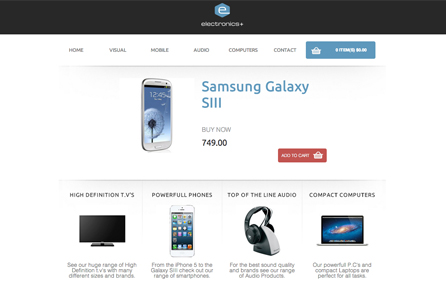 electronics+
HOME VISUAL MOBILE AUDIO COMPUTERS CONTACT 0 ITEM(S) $0.00
Samsung Galaxy
SIII
BUY NOW
749.00
ADD TO CART
HIGH DEFINITION T.V'S POWERFULL PHONES TOP OF THE LINE AUDIO COMPACT COMPUTERS
See our huge range of High
Definition t.v's with many
different sizes and brands.
From the iPhone 5 to the
Galaxy SIII check out our
range of smartphones.
For the best sound quality
and brands see our range
of Audio Products.
Our powerfull P.C's and
compact Laptops are
perfect for all tasks.